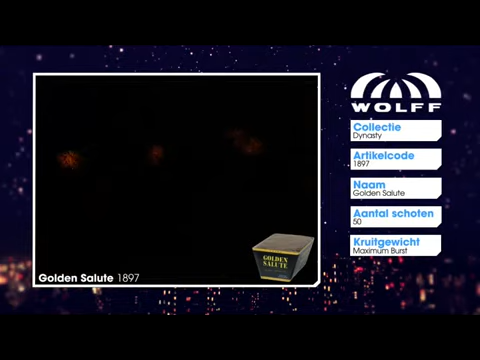 WOLFF
Collectie
Dynasty
Artikelcode
1897
Naam
Golden Salute
Aantal schoten
50
Kruitgewicht
Maximum Burst
GOLDEN
SALUTE
Golden Salute 1897